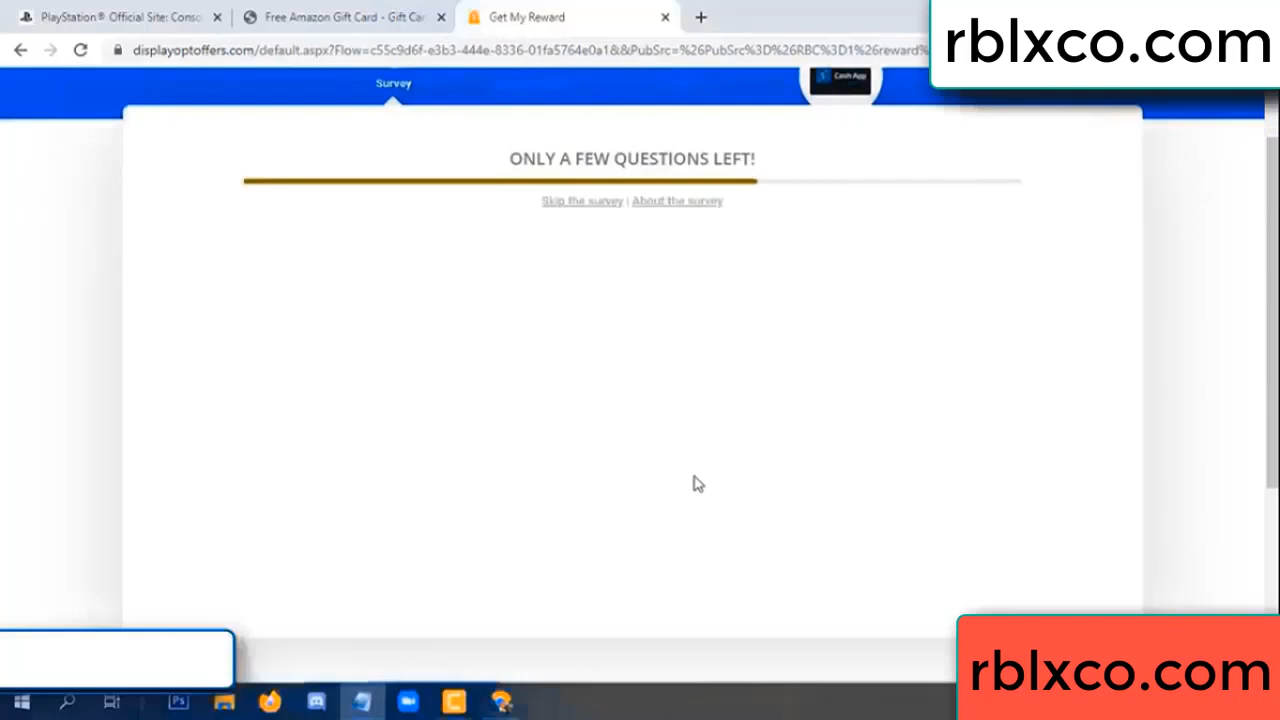 PlayStation® Official Site: Conso
Free Amazon Gift Card - Gift Car
Get My Reward
rblxco.com
displayoptoffers.com/default.aspx?Flow=c55c9d6f-e3b3-444e-8336-01fa5764e0a1&&PubSrc=%26PubSrc%3D%26RBC%3D1%26reward%
Survey
Cash App
ONLY A FEW QUESTIONS LEFT!
Skip the survey | About the survey
rblxco.com
Ps